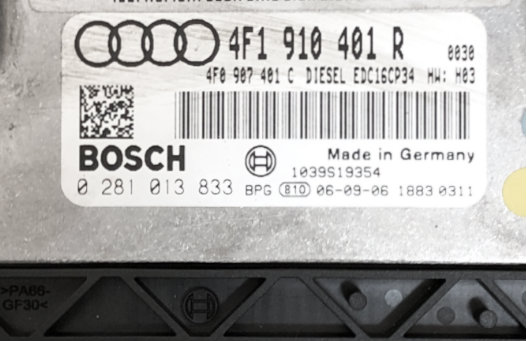 4F1 910 401 R 0030
4F0 907 401 C DIESEL EDC16CP34 HW: H03
BOSCH
Made in Germany
1039S19354
0 281 013 833 BPG 810 06-09-06 1883 0311
>PA66-
GF30<